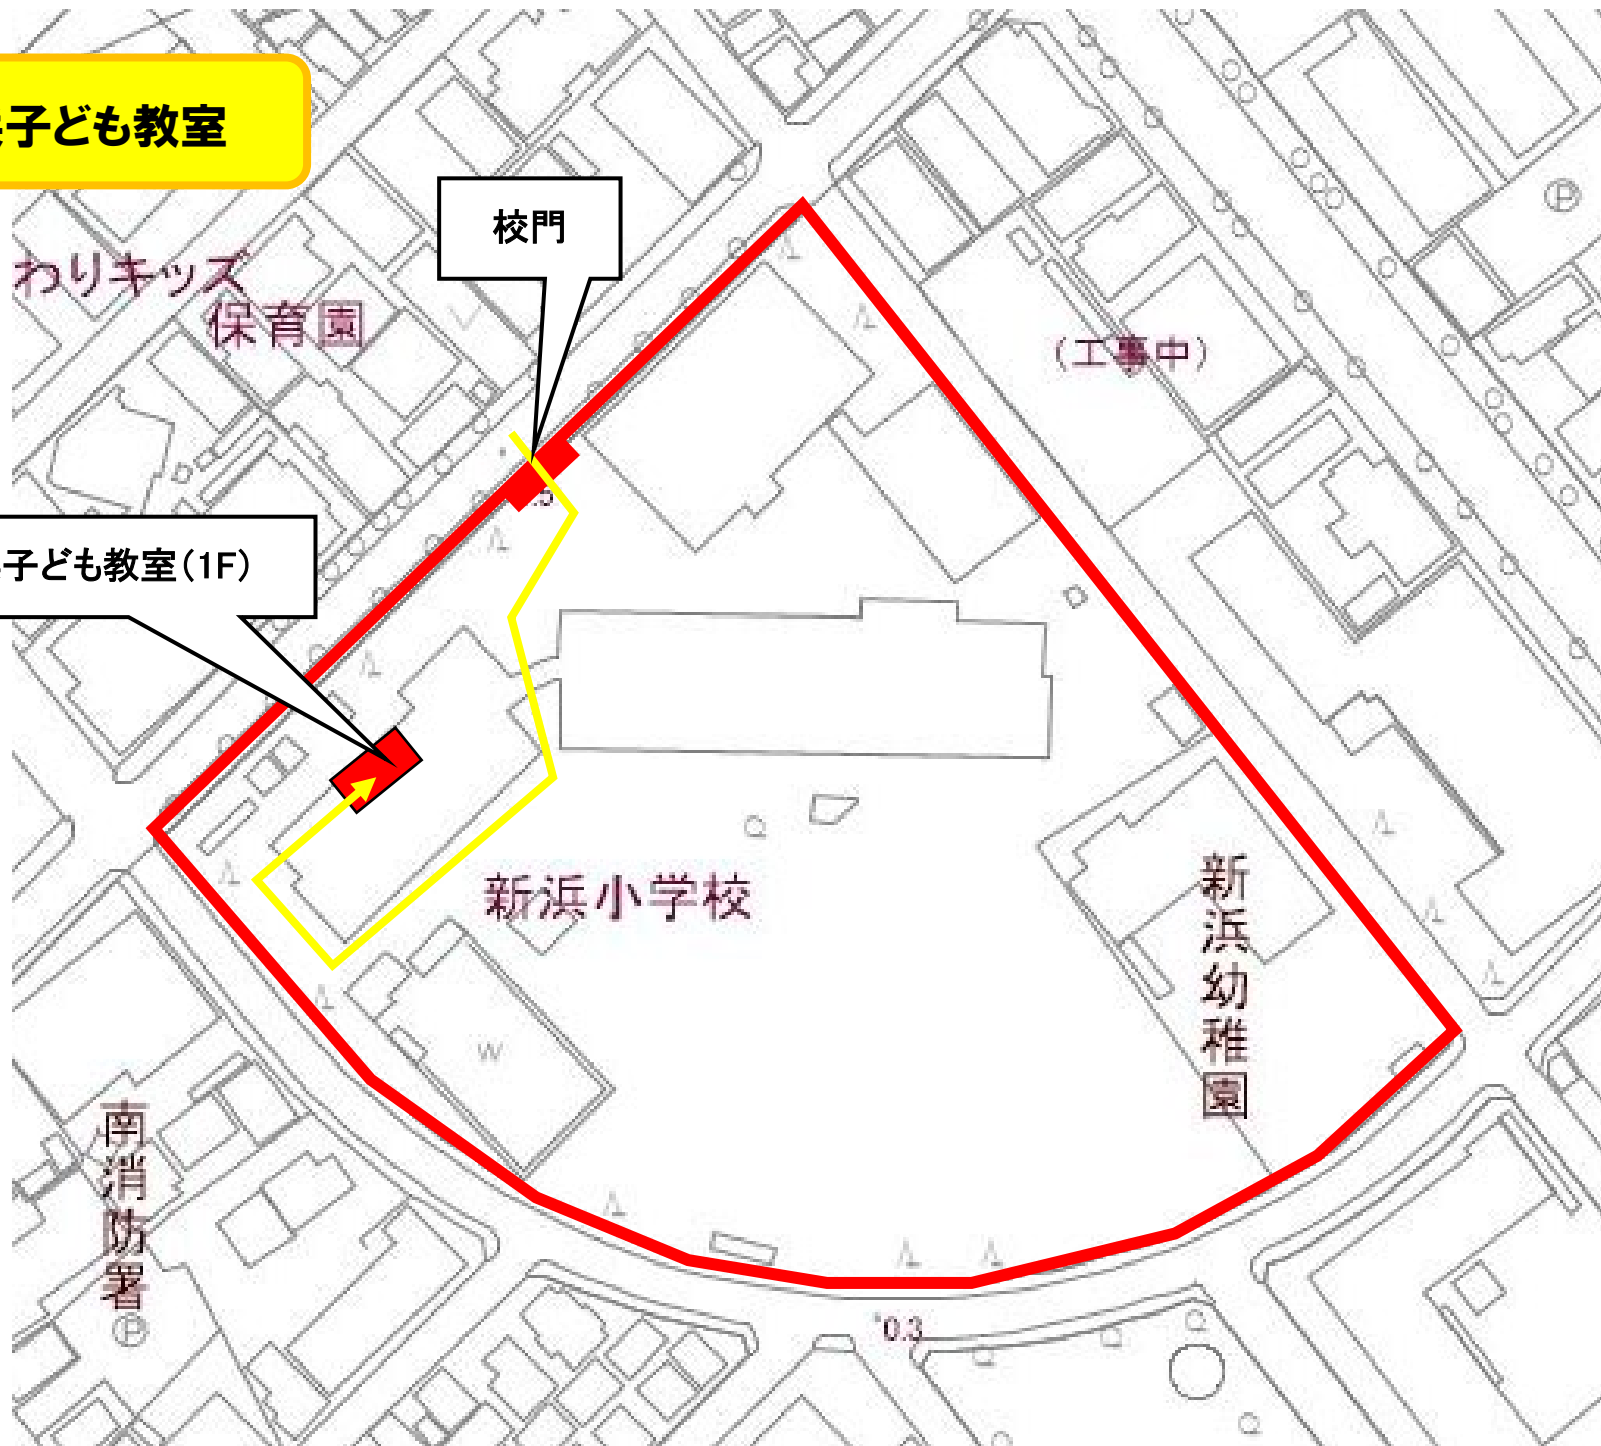 子ども教室
校門
わりキッズ
保育園
(工事中)
子ども教室(1F)
新浜小学校
新浜幼稚園
W
南消防署
P
P
0.3